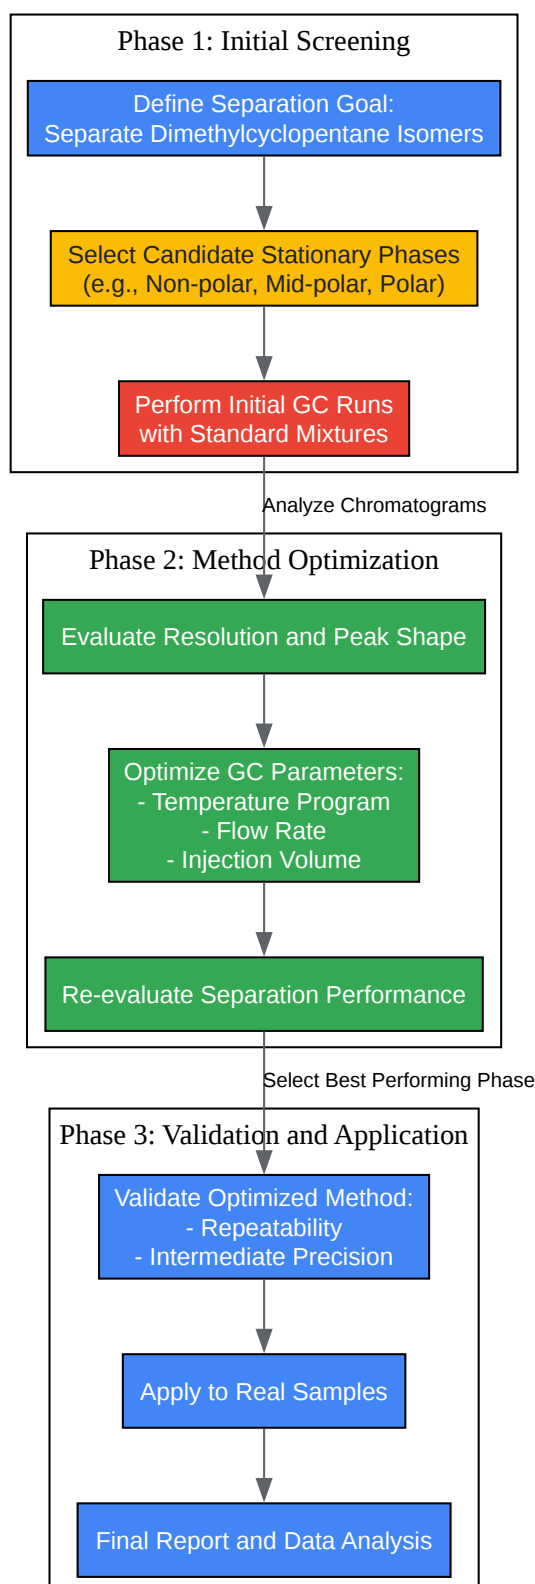 Phase 1: Initial Screening
Define Separation Goal:
Separate Dimethylcyclopentane Isomers
Select Candidate Stationary Phases
(e.g., Non-polar, Mid-polar, Polar)
Perform Initial GC Runs
with Standard Mixtures
Analyze Chromatograms
Phase 2: Method Optimization
Evaluate Resolution and Peak Shape
Optimize GC Parameters:
- Temperature Program
- Flow Rate
- Injection Volume
Re-evaluate Separation Performance
Select Best Performing Phase
Phase 3: Validation and Application
Validate Optimized Method:
- Repeatability
- Intermediate Precision
Apply to Real Samples
Final Report and Data Analysis